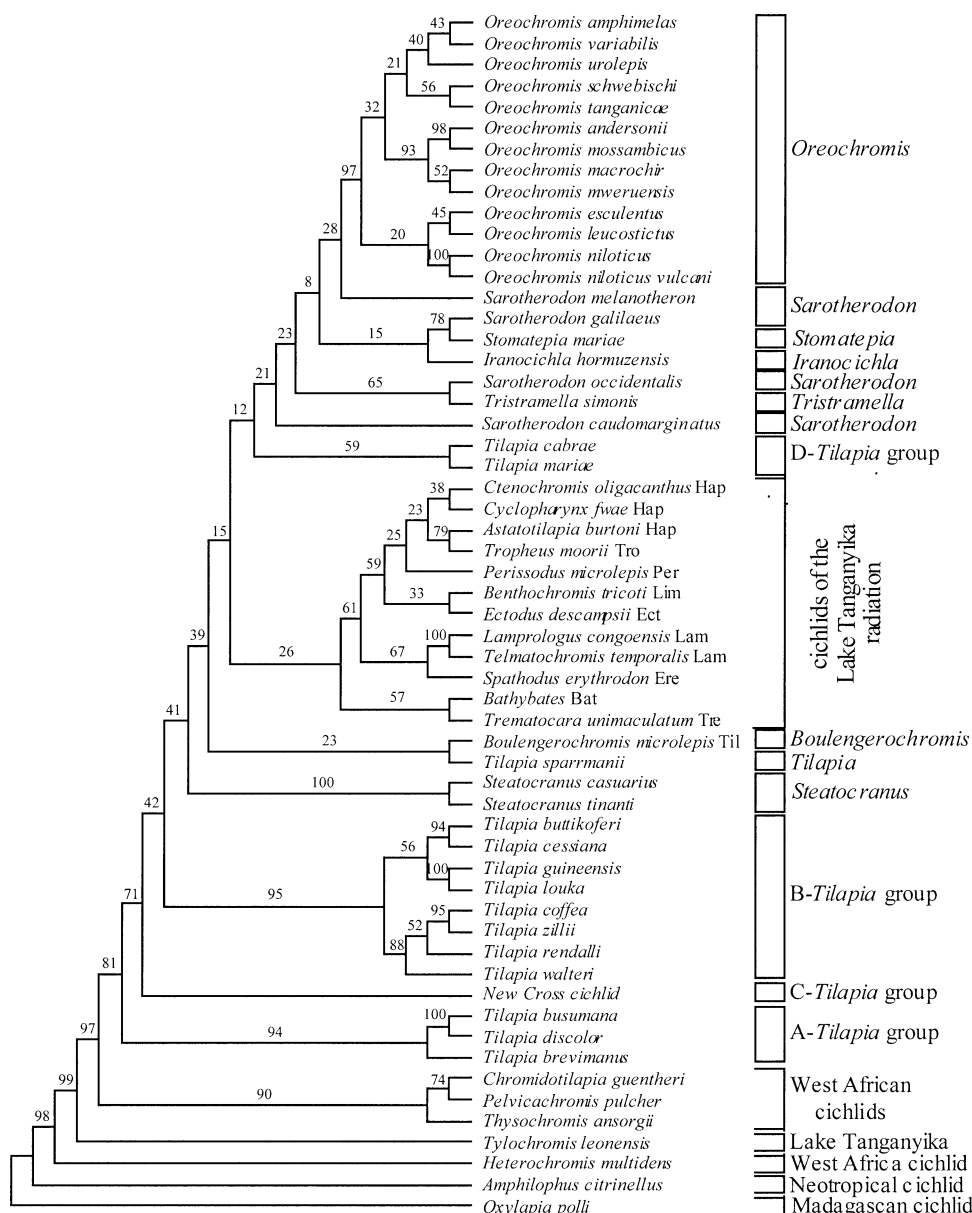 43 Oreochromis amphimelas
40 Oreochromis variabilis
21 Oreochromis urolepis
56 Oreochromis schwebischi
Oreochromis tanganicae
32
98 Oreochromis andersonii
93 Oreochromis mossambicus
Oreochromis
52 Oreochromis macrochir
97
Oreochromis mweruensis
45 Oreochromis esculentus
28 20 Oreochromis leucostictus
100 Oreochromis niloticus
Oreochromis niloticus vulcani
8
Sarotherodon melanotheron
Sarotherodon
78 Sarotherodon galilaeus
23 15 Stomatepia mariae
Stomatepia
Iranocichla hormuzensis
Iranocichla
21 65 Sarotherodon occidentalis
Sarotherodon
Tristramella simonis
Tristramella
12
Sarotherodon caudomarginatus
Sarotherodon
59 Tilapia cabrae
D-Tilapia group
Tilapia mariae
38 Ctenochromis oligacanthus Hap
23 Cyclopharynx fwae Hap
15 25 79 Astatotilapia burtoni Hap
Tropheus moorii Tro
59 Perissodus microlepis Per
33 Benthochromis tricoti Lim
61 Ectodus descampsii Ect
cichlids of the
Lake Tanganyika
radiation
39 100 Lamprologus congoensis Lam
26 67 Telmatochromis temporalis Lam
Spathodus erythrodon Ere
57 Bathybates Bat
41 Trematocara unimaculatum Tre
23 Boulengerochromis microlepis Til
Boulengerochromis
Tilapia sparrmanii
Tilapia
100 Steatocranus casuarius
Steatocranus
42 Steatocranus tinanti
94 Tilapia buttikoferi
56 Tilapia cessiana
100 Tilapia guineensis
71 95 Tilapia louka
B-Tilapia group
95 Tilapia coffea
52 Tilapia zillii
88 Tilapia rendalli
81 Tilapia walteri
New Cross cichlid
C-Tilapia group
100 Tilapia busumana
97 94 Tilapia discolor
A-Tilapia group
Tilapia brevimanus
99 74 Chromidotilapia guentheri
90 Pelvicachromis pulcher
West African
cichlids
98 Thysochromis ansorgii
Tylochromis leonensis
Lake Tanganyika
Heterochromis multidens
West Africa cichlid
Amphilophus citrinellus
Neotropical cichlid
Oxylapia polli
Madagascan cichlid